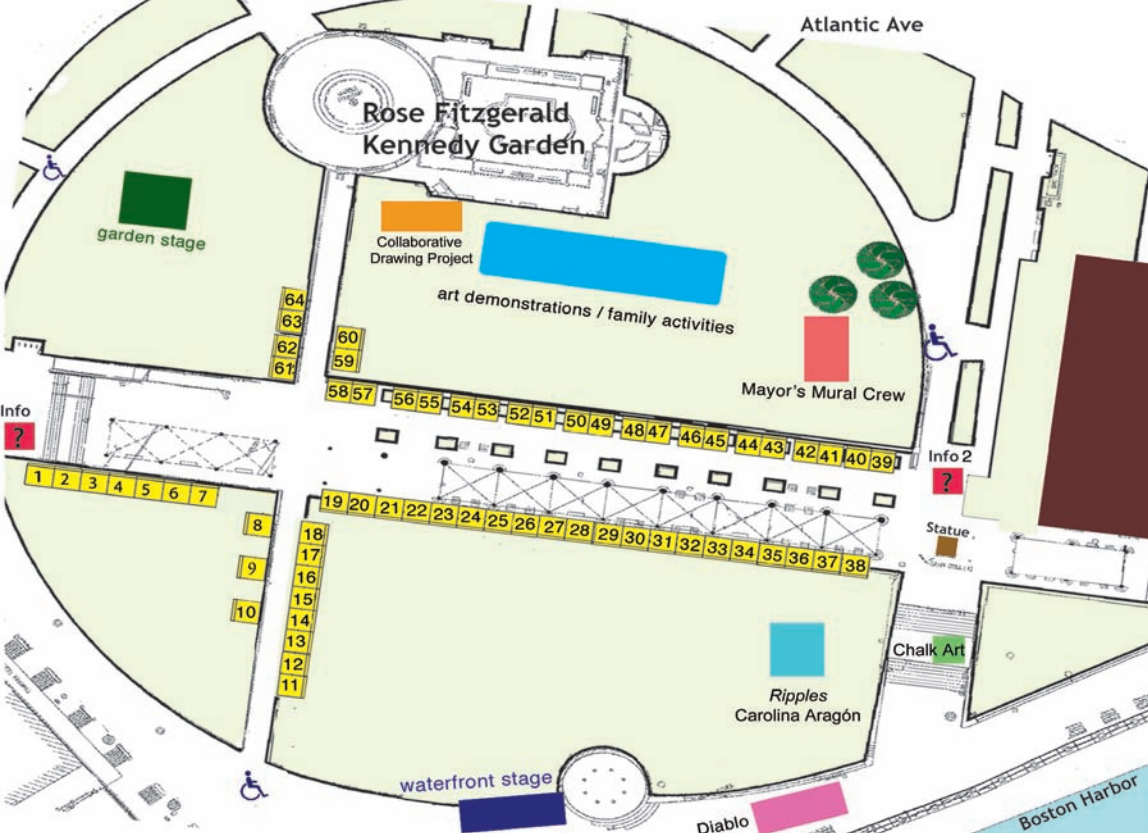 Atlantic Ave
Rose Fitzgerald
Kennedy Garden
garden stage
Collaborative
Drawing Project
art demonstrations / family activities
Mayor's Mural Crew
64
63
62
61
60
59
58 57
56 55
54 53
52 51
50 49
48 47
46 45
44 43
42 41
40 39
Info
?
Info 2
?
1 2 3 4 5 6 7
8
9
10
19 20 21 22 23 24 25 26 27 28 29 30 31 32 33 34 35 36 37 38
18
17
16
15
14
13
12
11
Statue
Chalk Art
Ripples
Carolina Aragón
waterfront stage
Diablo
Boston Harbor